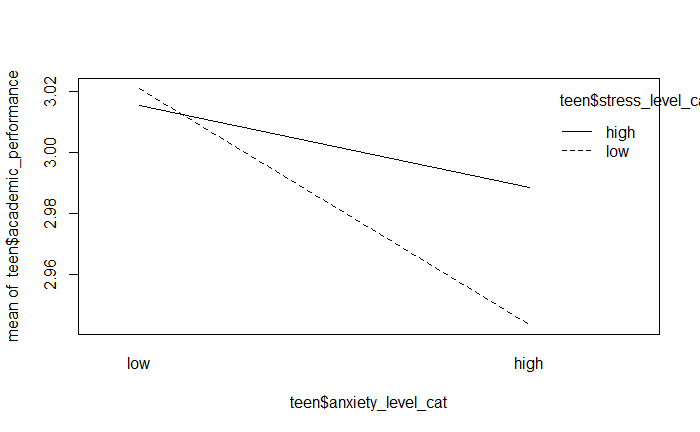 mean of teen$academic_performance
3.02
3.00
2.98
2.96
teen$stress_level_ca
high
low
low
high
teen$anxiety_level_cat